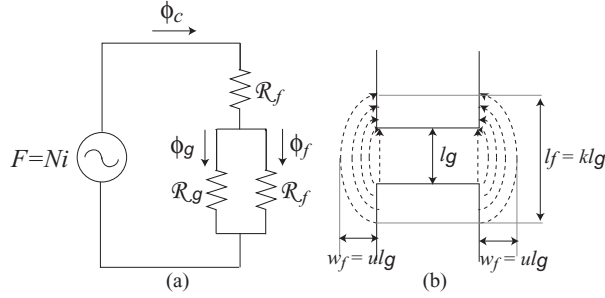 ϕc
ℛf
ϕg
ϕf
F=Ni
ℛg
ℛf
(a)
lg
lf = klg
wf = ulg
wf = ulg
(b)